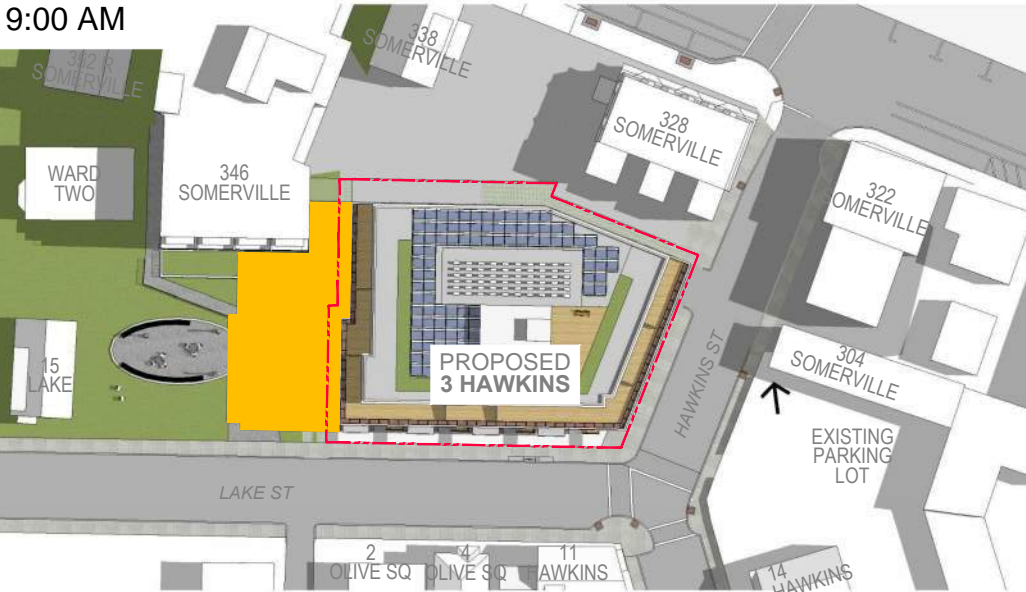 9:00 AM
352 R
SOMERVILLE
338
SOMERVILLE
328
SOMERVILLE
WARD
TWO
346
SOMERVILLE
322
SOMERVILLE
15
LAKE
PROPOSED
3 HAWKINS
HAWKINS ST
304
SOMERVILLE
EXISTING
PARKING
LOT
LAKE ST
2
OLIVE SQ
4
OLIVE SQ
11
HAWKINS
14
HAWKINS